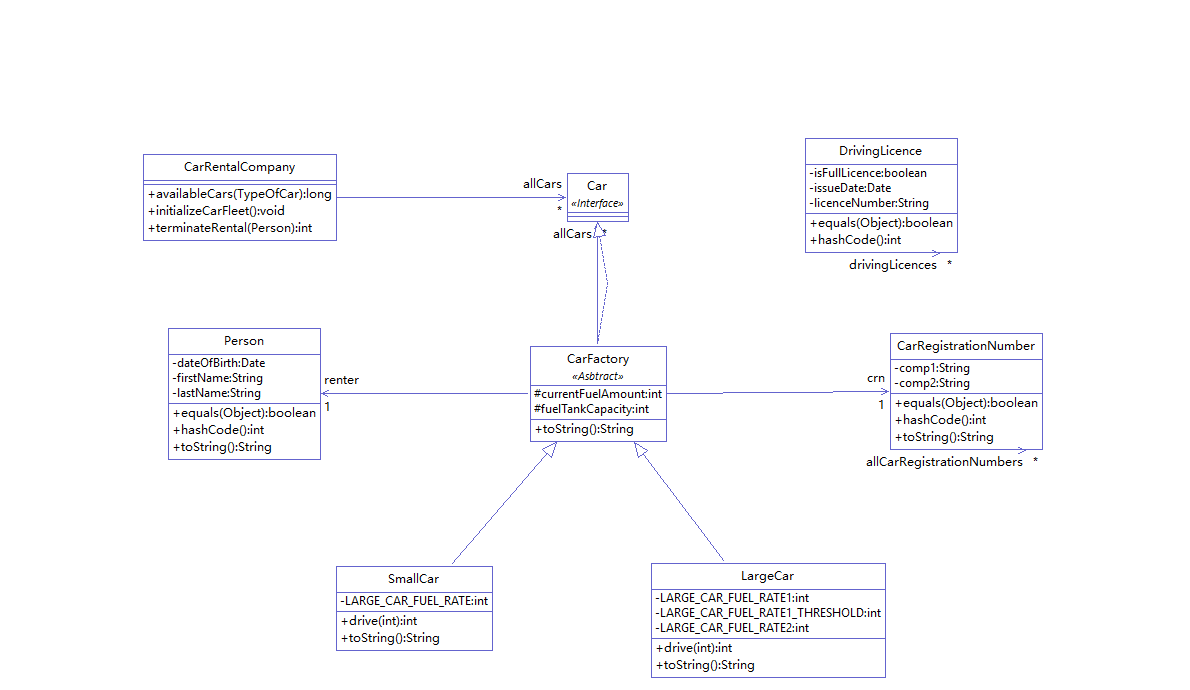 CarRentalCompany
+availableCars(TypeOfCar):long
+initializeCarFleet():void
+terminateRental(Person):int
allCars
*
Car
«Interface»
allCars
*
DrivingLicence
-isFullLicence:boolean
-issueDate:Date
-licenceNumber:String
+equals(Object):boolean
+hashCode():int
drivingLicences *
Person
-dateOfBirth:Date
-firstName:String
-lastName:String
+equals(Object):boolean
+hashCode():int
+toString():String
renter
1
CarFactory
«Asbtract»
#currentFuelAmount:int
#fuelTankCapacity:int
+toString():String
crn
1
CarRegistrationNumber
-comp1:String
-comp2:String
+equals(Object):boolean
+hashCode():int
+toString():String
allCarRegistrationNumbers *
SmallCar
-LARGE_CAR_FUEL_RATE:int
+drive(int):int
+toString():String
LargeCar
-LARGE_CAR_FUEL_RATE1:int
-LARGE_CAR_FUEL_RATE1_THRESHOLD:int
-LARGE_CAR_FUEL_RATE2:int
+drive(int):int
+toString():String